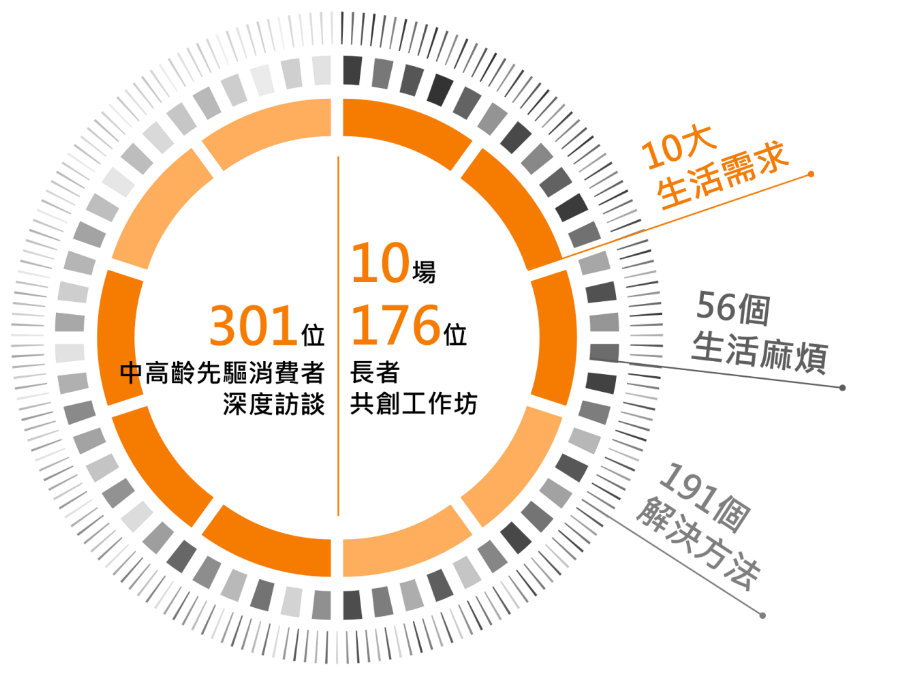 301位
中高齡先驅消費者
深度訪談
10場
176位
長者
共創工作坊
10大
生活需求
56個
生活麻煩
191個
解決方法